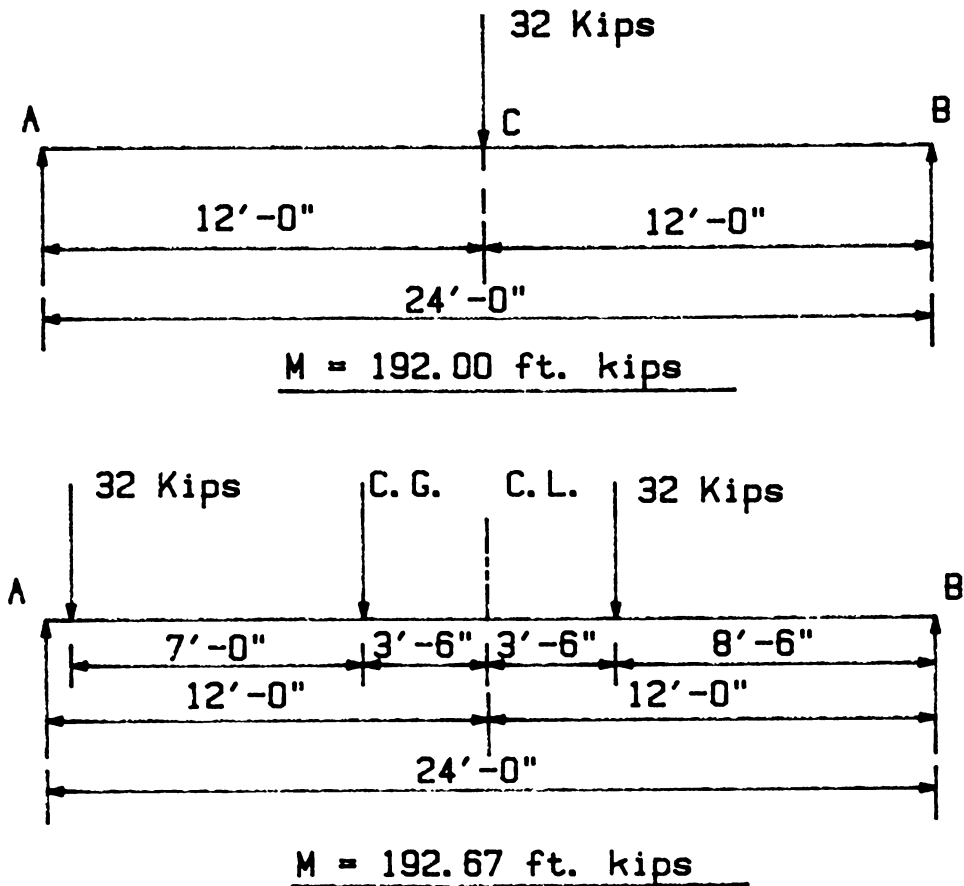 32 Kips
A C B
12'-0" 12'-0"
24'-0"
M = 192.00 ft. kips
32 Kips C.G. C.L. 32 Kips
A B
7'-0" 3'-6" 3'-6" 8'-6"
12'-0" 12'-0"
24'-0"
M = 192.67 ft. kips